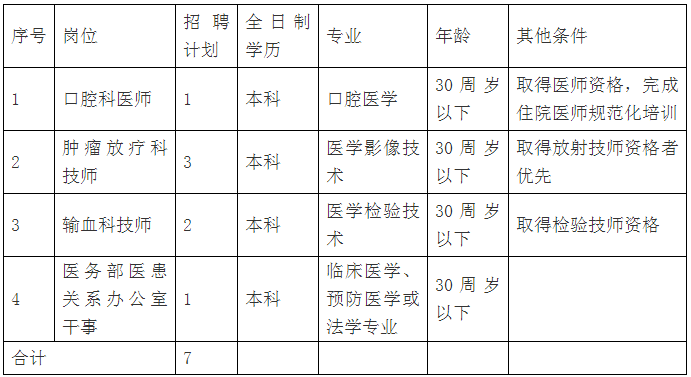 序号 岗位 招聘计划 全日制学历 专业 年龄 其他条件
1 口腔科医师 1 本科 口腔医学 30周岁以下 取得医师资格，完成住院医师规范化培训
2 肿瘤放疗科技师 3 本科 医学影像技术 30周岁以下 取得放射技师资格者优先
3 输血科技师 2 本科 医学检验技术 30周岁以下 取得检验技师资格
4 医务部医患关系办公室干事 1 本科 临床医学、预防医学或法学专业 30周岁以下
合计 7